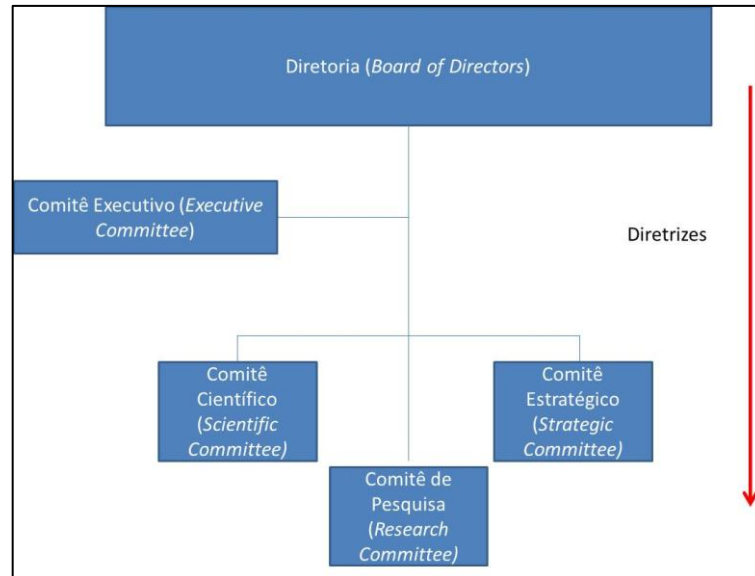 Diretoria (Board of Directors)
Comitê Executivo (Executive
Committee)
Diretrizes
Comitê
Científico
(Scientific
Committee)
Comitê
Estratégico
(Strategic
Committee)
Comitê de
Pesquisa
(Research
Committee)